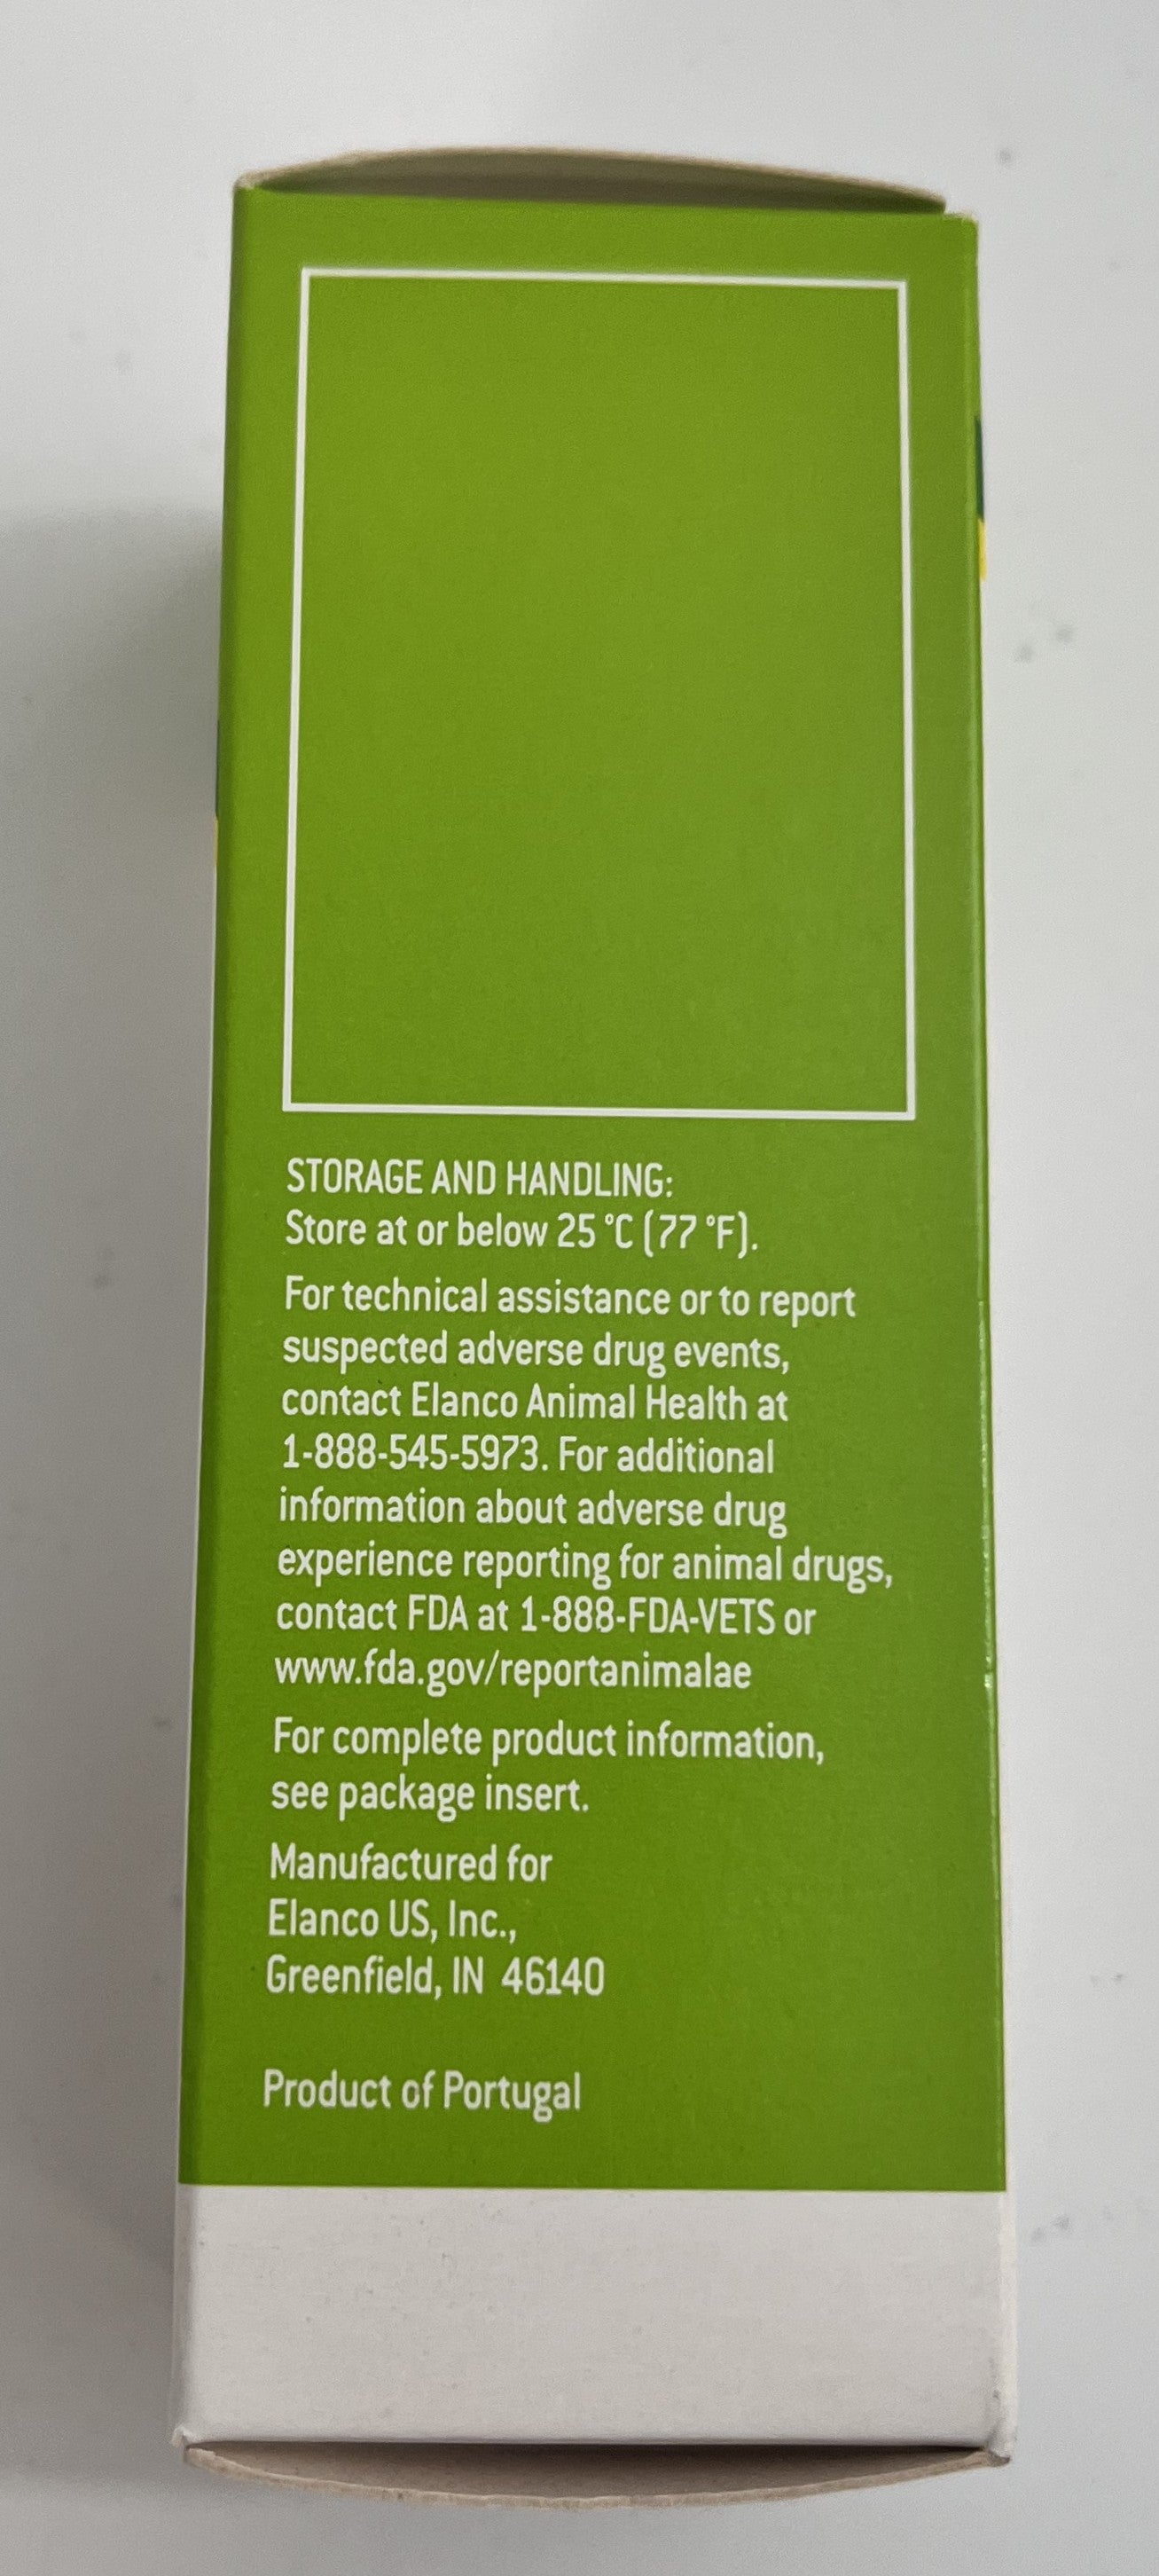 STORAGE AND HANDLING:
Store at or below 25 °C (77 °F).
For technical assistance or to report
suspected adverse drug events,
contact Elanco Animal Health at
1-888-545-5973. For additional
information about adverse drug
experience reporting for animal drugs,
contact FDA at 1-888-FDA-VETS or
www.fda.gov/reportanimalae
For complete product information,
see package insert.
Manufactured for
Elanco US, Inc.,
Greenfield, IN 46140
Product of Portugal